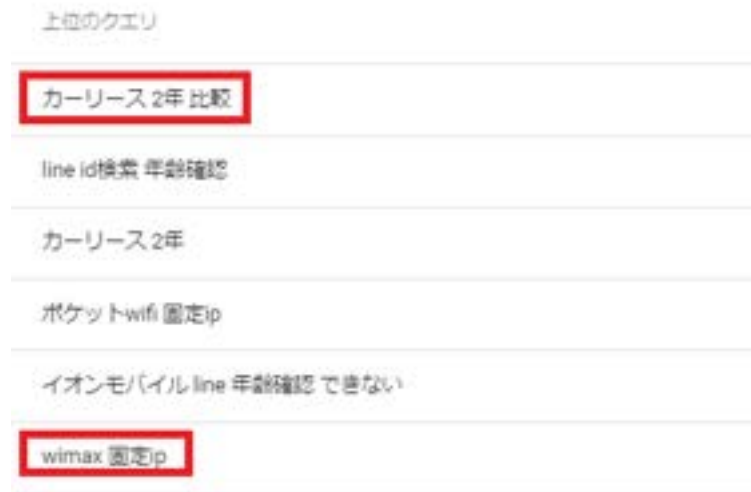 上位のクエリ
カーリース 2年 比較
line id検索 年齢確認
カーリース 2年
ポケットwifi 固定ip
イオンモバイル line 年齢確認 できない
wimax 固定ip